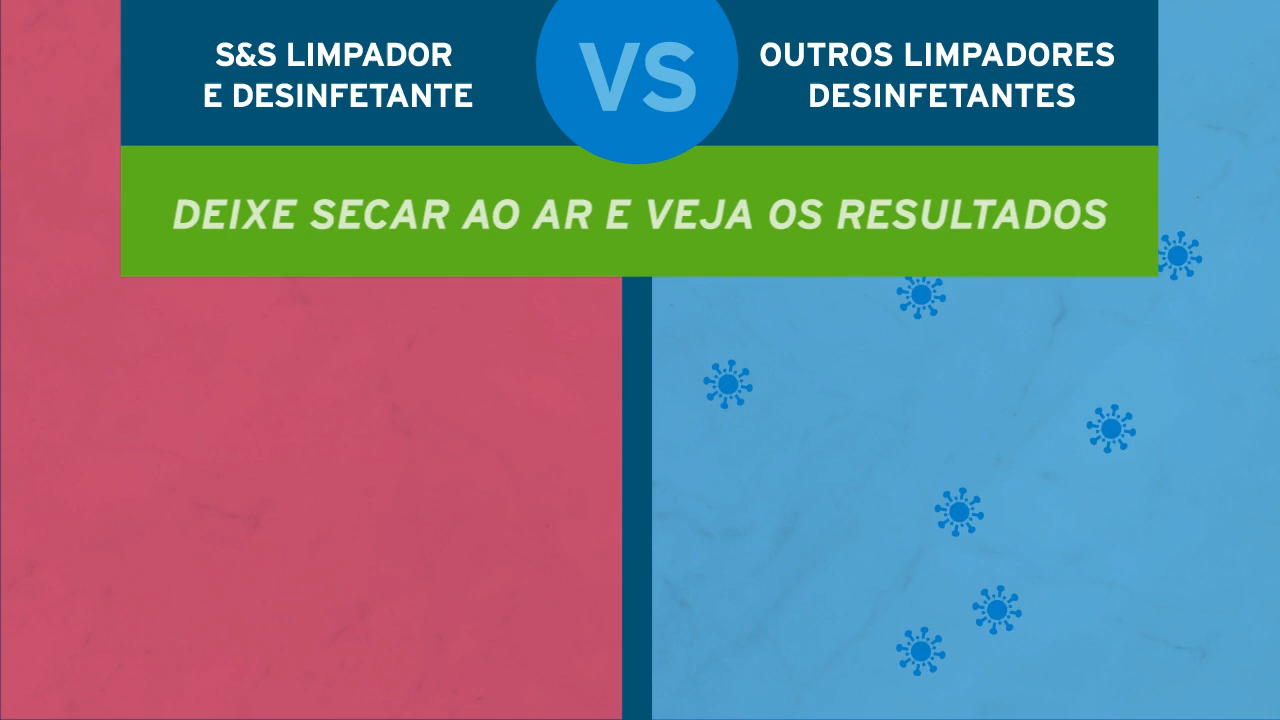 S&S LIMPADOR
E DESINFETANTE
VS
OUTROS LIMPADORES
DESINFETANTES
DEIXE SECAR AO AR E VEJA OS RESULTADOS